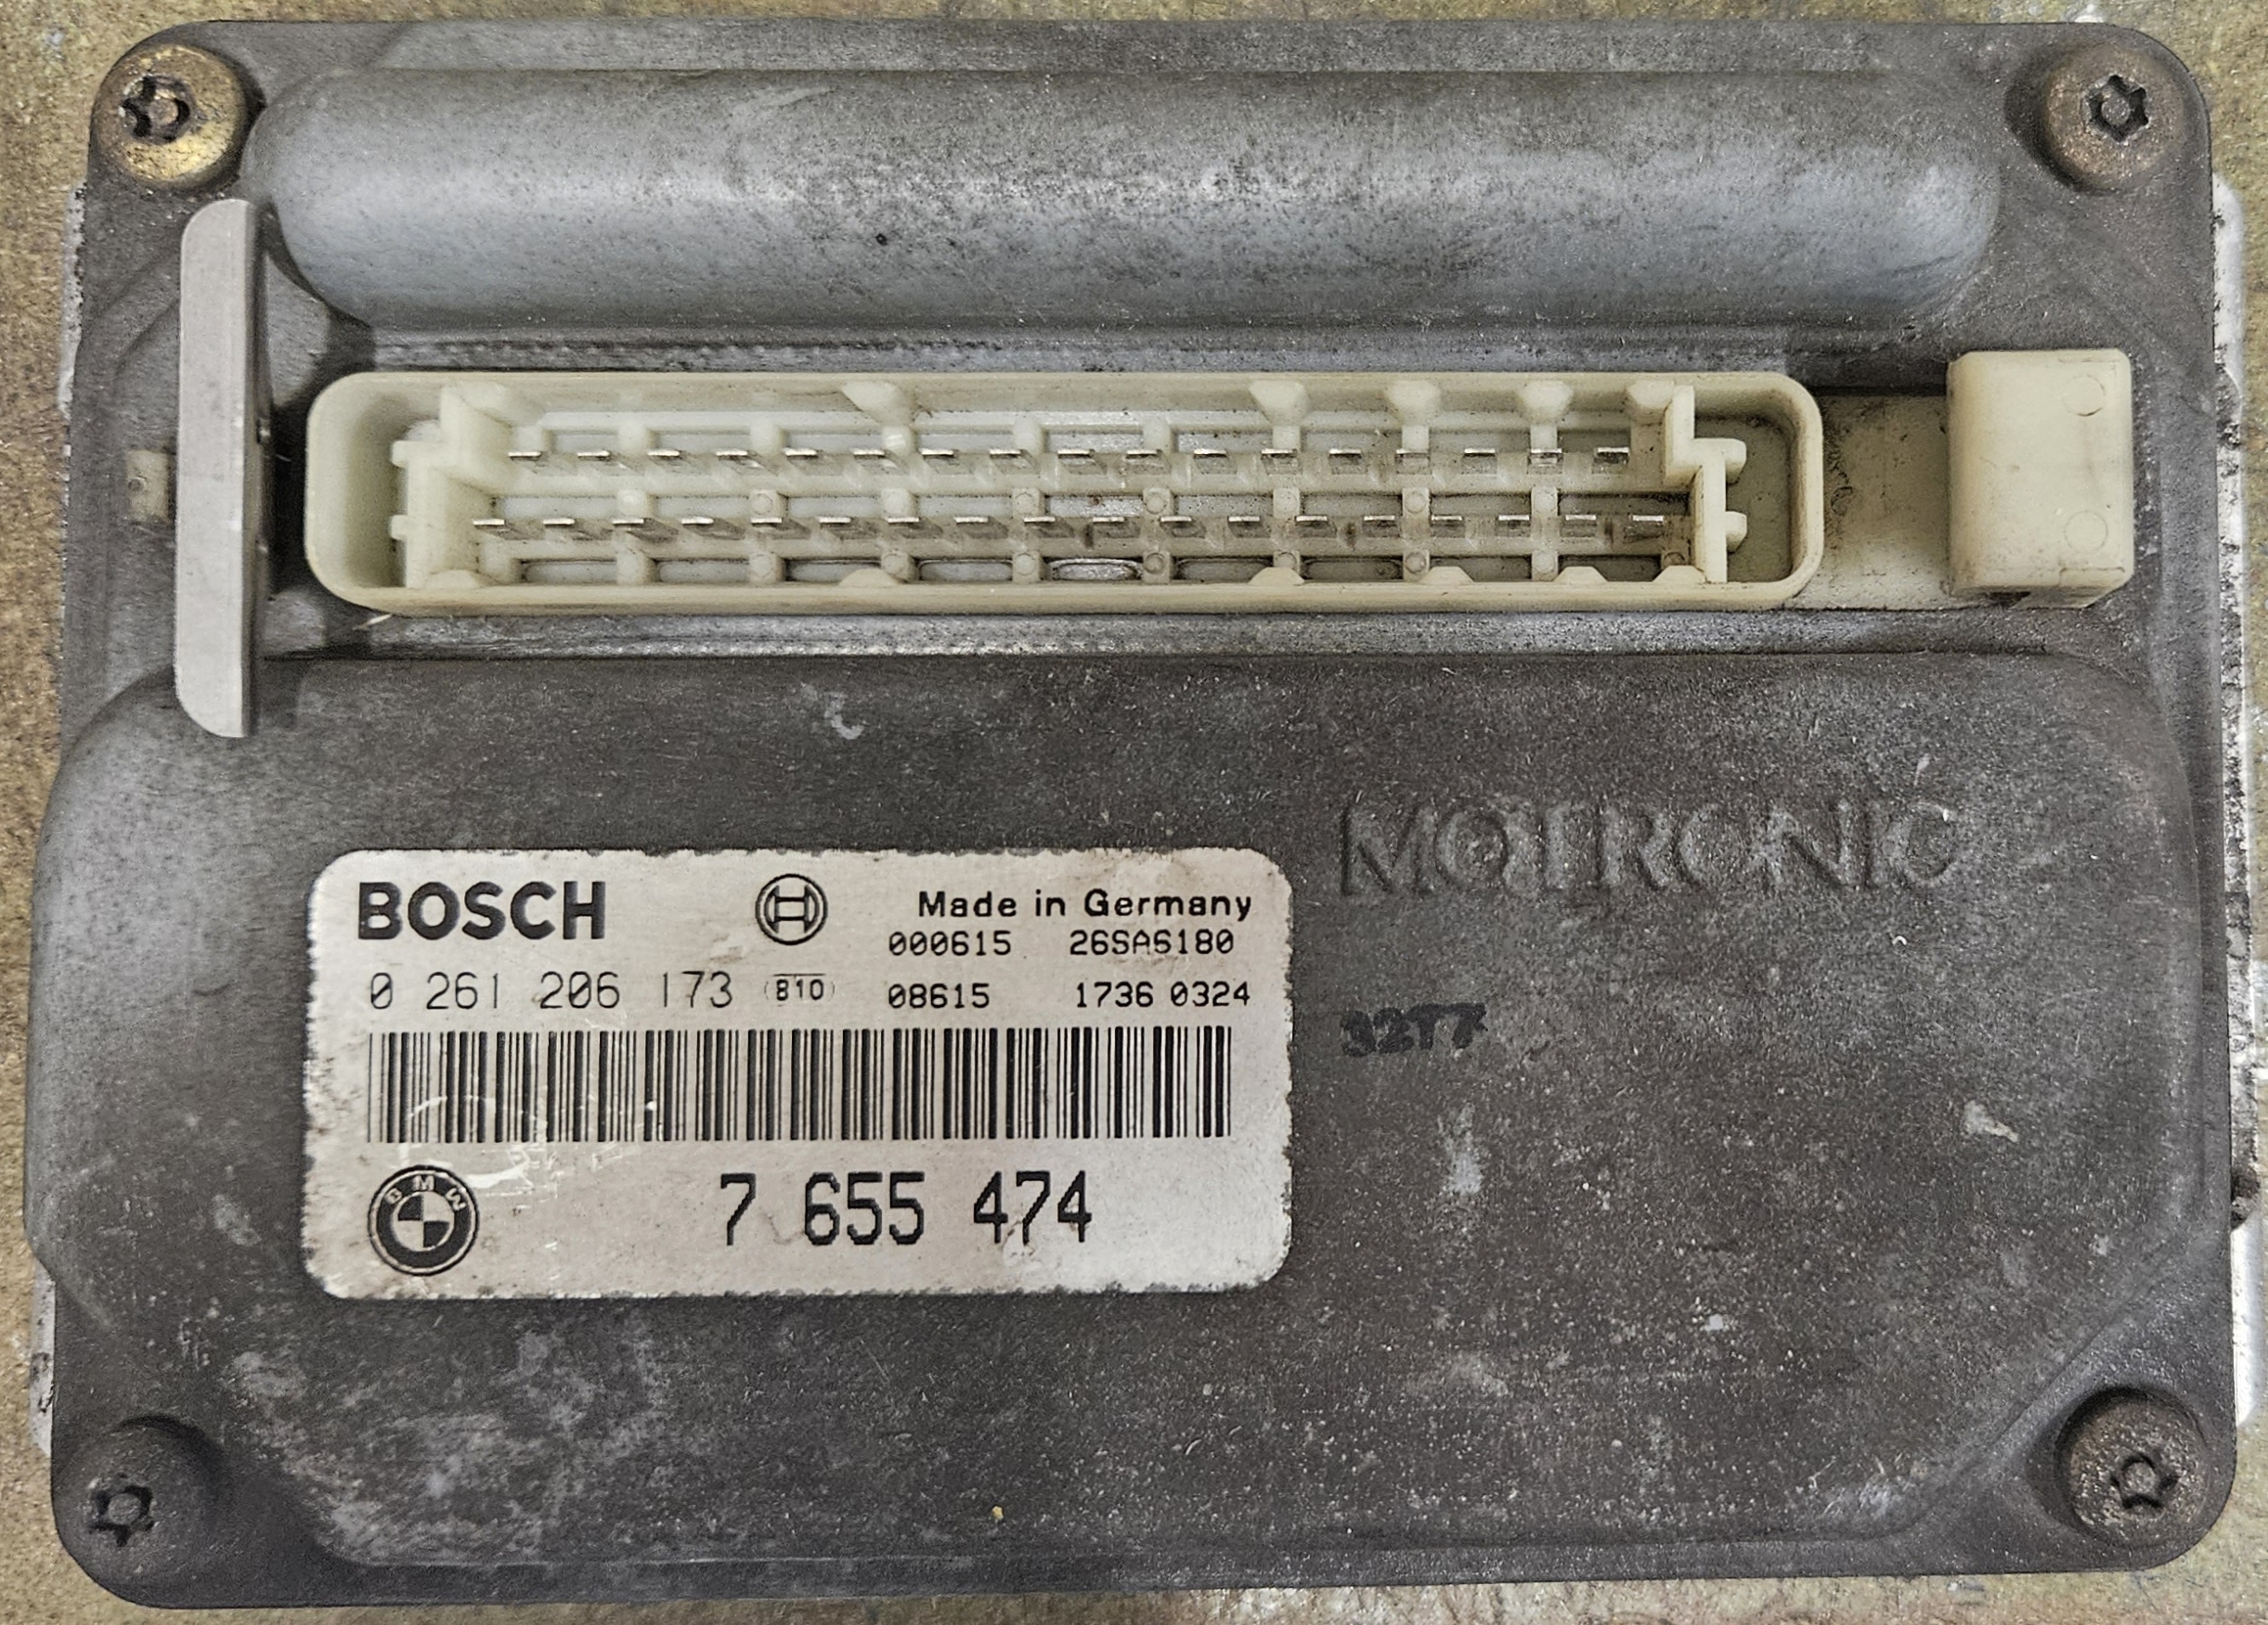 MOTRONIC
BOSCH
Made in Germany
000615 26SA6180
0 261 206 173 B10 08615 1736 0324
BMW
7 655 474